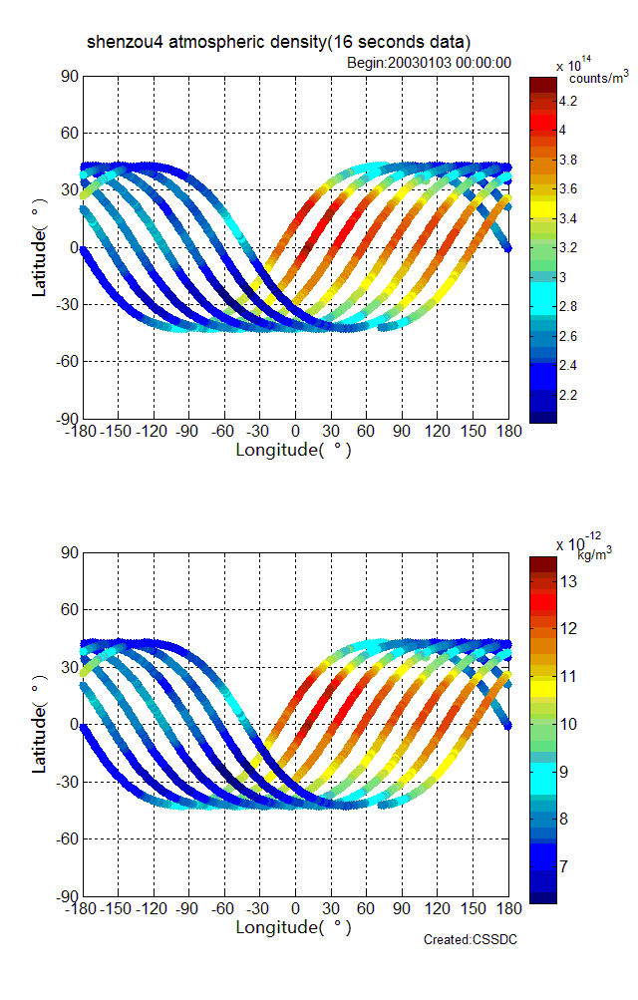 shenzou4 atmospheric density(16 seconds data)
Begin:20030103 00:00:00
x 10^14
counts/m^3
90
60
30
0
-30
-60
-90
Latitude( ° )
-180 -150 -120 -90 -60 -30 0 30 60 90 120 150 180
Longitude( ° )
4.2
4
3.8
3.6
3.4
3.2
3
2.8
2.6
2.4
2.2
x 10^-12
kg/m^3
90
60
30
0
-30
-60
-90
Latitude( ° )
-180 -150 -120 -90 -60 -30 0 30 60 90 120 150 180
Longitude( ° )
13
12
11
10
9
8
7
Created:CSSDC